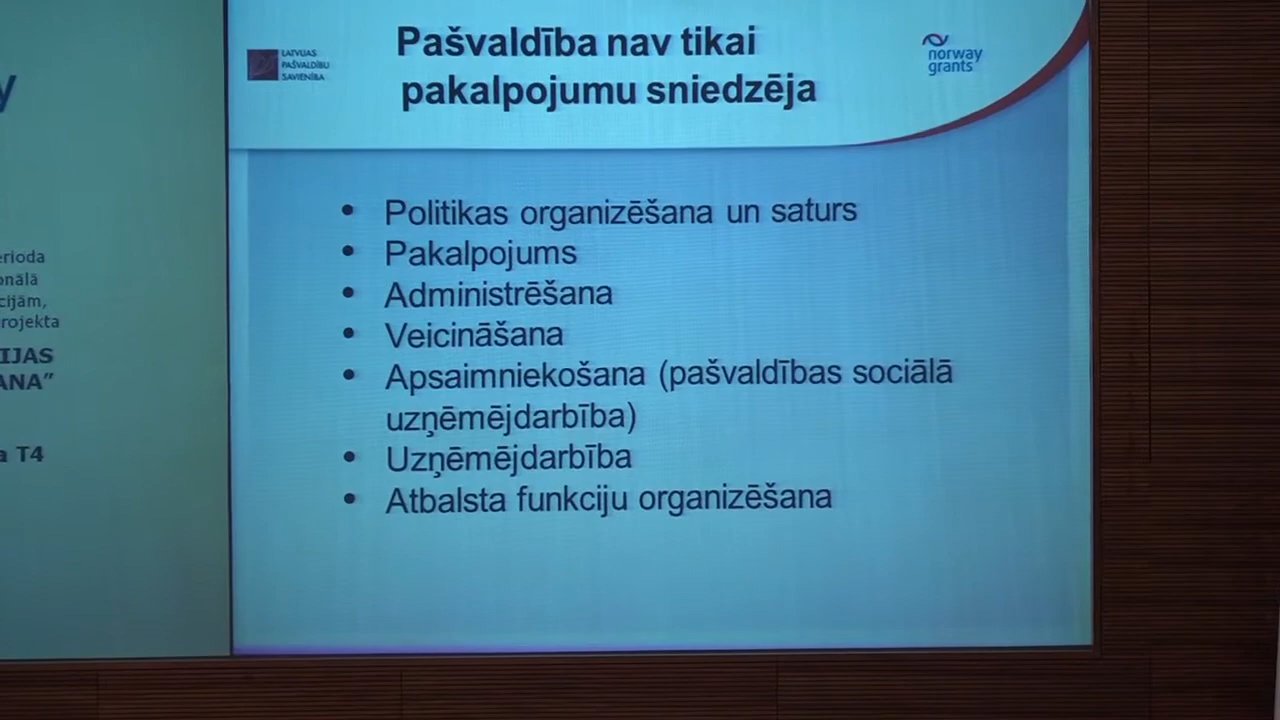 Pašvaldība nav tikai
pakalpojumu sniedzēja
LATVIJAS
PAŠVALDĪBU
SAVIENĪBA
norway
grants
• Politikas organizēšana un saturs
• Pakalpojums
• Administrēšana
• Veicināšana
• Apsaimniekošana (pašvaldības sociālā
uzņēmējdarbība)
• Uzņēmējdarbība
• Atbalsta funkciju organizēšana
y
erioda
onālā
cijām,
rojekta
IJAS
ANA”
a T4